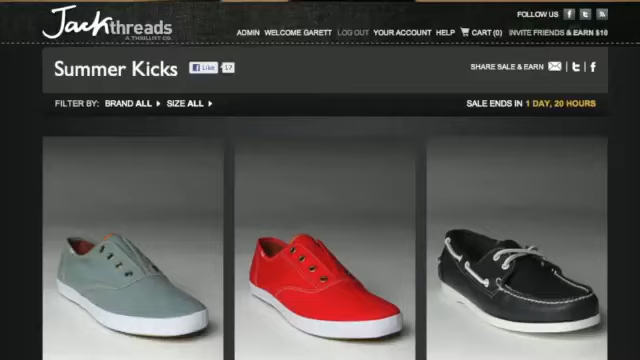 Jackthreads
A THRILLIST CO.
FOLLOW US
ADMIN WELCOME GARETT LOG OUT YOUR ACCOUNT HELP CART (0) INVITE FRIENDS & EARN $10
Summer Kicks
Like 17
SHARE SALE & EARN
FILTER BY: BRAND ALL SIZE ALL
SALE ENDS IN 1 DAY, 20 HOURS